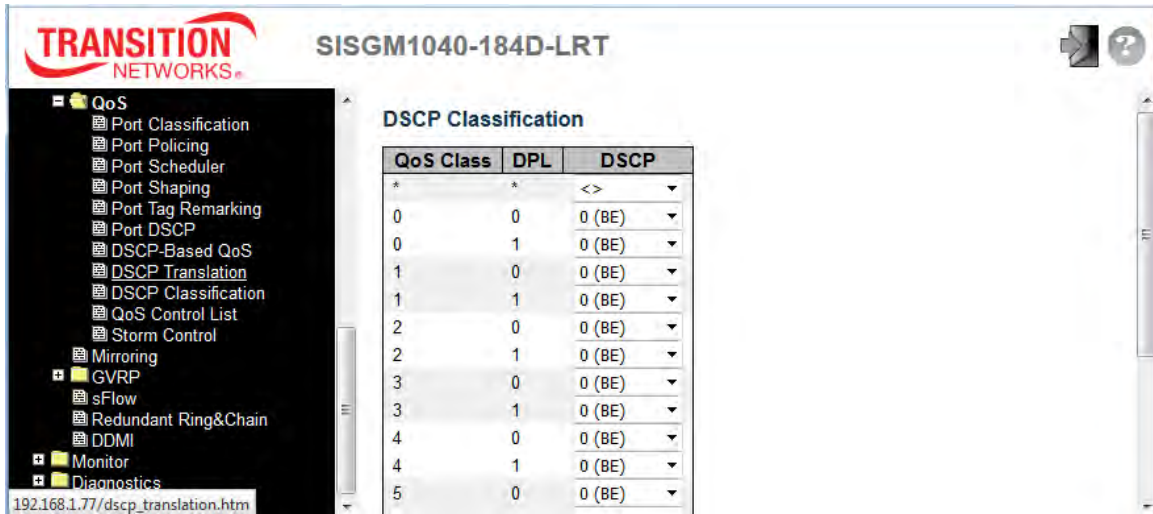 TRANSITION
NETWORKS®
SISGM1040-184D-LRT
?
QoS
Port Classification
Port Policing
Port Scheduler
Port Shaping
Port Tag Remarking
Port DSCP
DSCP-Based QoS
DSCP Translation
DSCP Classification
QoS Control List
Storm Control
Mirroring
GVRP
sFlow
Redundant Ring&Chain
DDMI
Monitor
Diagnostics
192.168.1.77/dscp_translation.htm
DSCP Classification
QoS Class DPL DSCP
* * <>
0 0 0 (BE)
0 1 0 (BE)
1 0 0 (BE)
1 1 0 (BE)
2 0 0 (BE)
2 1 0 (BE)
3 0 0 (BE)
3 1 0 (BE)
4 0 0 (BE)
4 1 0 (BE)
5 0 0 (BE)